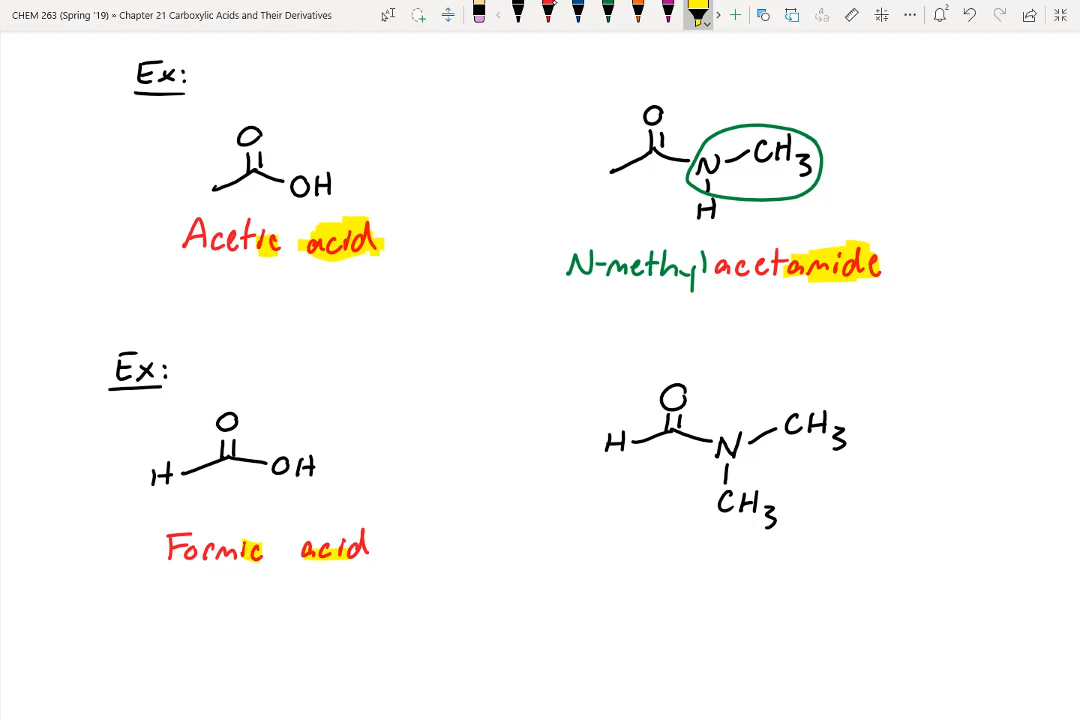 CHEM 263 (Spring '19) » Chapter 21 Carboxylic Acids and Their Derivatives
2
Ex:
O
OH
Acetic acid
O
N
CH3
H
N-methylacetamide
Ex:
O
H
OH
Formic acid
O
H
N
CH3
CH3